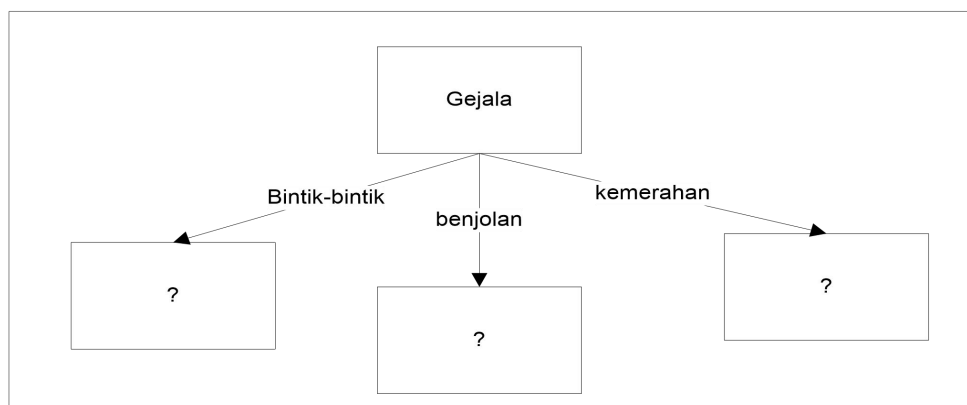 Gejala
Bintik-bintik
kemerahan
benjolan
?
?
?